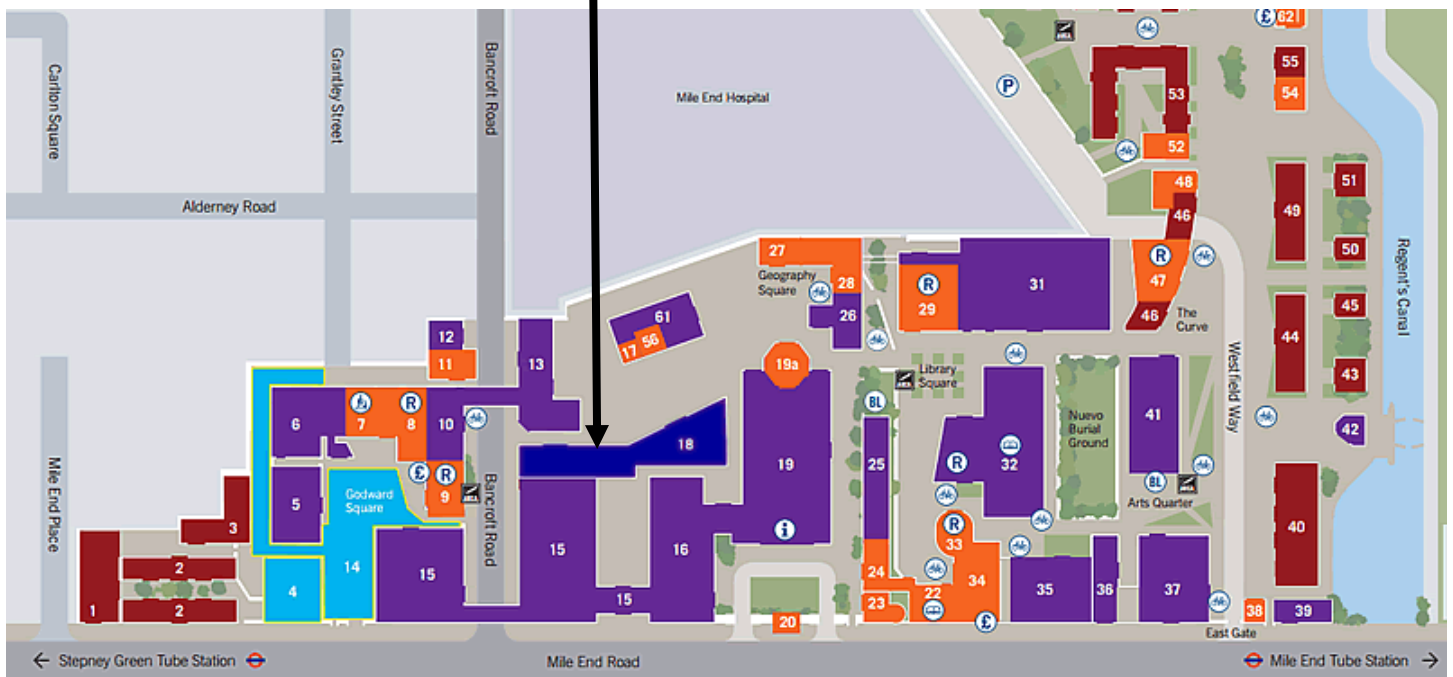 Carlton Square
Grantley Street
Bancroft Road
Alderney Road
Mile End Hospital
P
£
62
55
54
53
52
48
46
51
49
50
R
47
46
The
Curve
45
44
43
42
Regent's Canal
Westfield Way
27
Geography
Square
28
26
R
29
31
61
56
17
12
11
13
19a
Library
Square
BL
6
7
R
8
10
£
R
9
18
19
i
25
R
32
Nuevo
Burial
Ground
41
BL
Arts Quarter
5
Godward
Square
Bancroft Road
Mile End Place
3
2
2
1
4
14
15
15
16
15
20
24
23
22
R
33
34
£
35
36
37
38
39
40
East Gate
← Stepney Green Tube Station
Mile End Road
Mile End Tube Station →